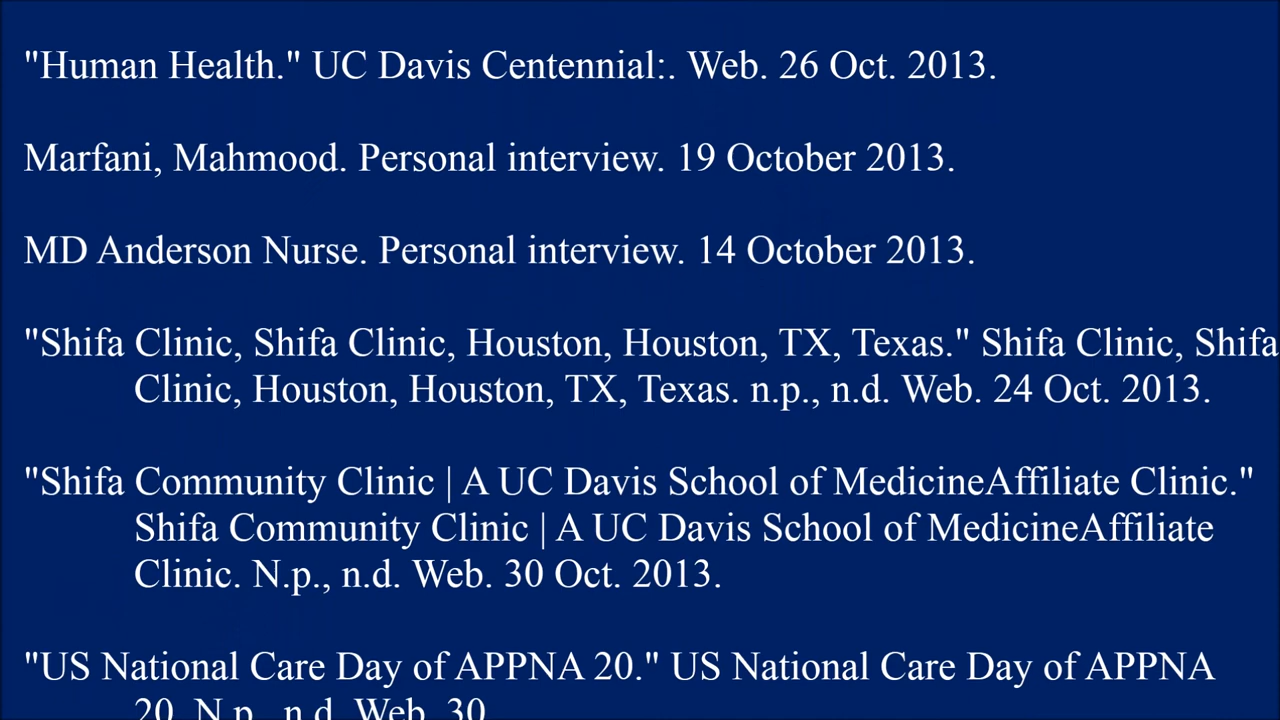 "Human Health." UC Davis Centennial:. Web. 26 Oct. 2013.
Marfani, Mahmood. Personal interview. 19 October 2013.
MD Anderson Nurse. Personal interview. 14 October 2013.
"Shifa Clinic, Shifa Clinic, Houston, Houston, TX, Texas." Shifa Clinic, Shifa
Clinic, Houston, Houston, TX, Texas. n.p., n.d. Web. 24 Oct. 2013.
"Shifa Community Clinic | A UC Davis School of MedicineAffiliate Clinic."
Shifa Community Clinic | A UC Davis School of MedicineAffiliate
Clinic. N.p., n.d. Web. 30 Oct. 2013.
"US National Care Day of APPNA 20." US National Care Day of APPNA
20. N.p., n.d. Web. 30